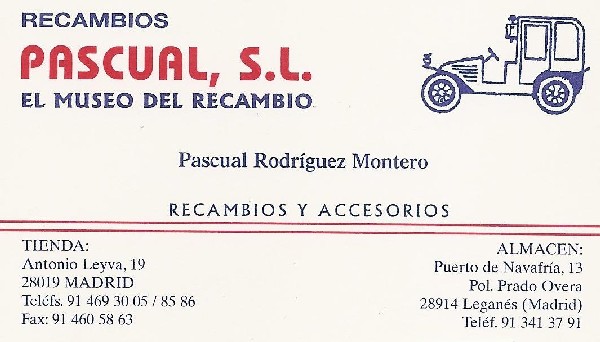 RECAMBIOS
PASCUAL, S.L.
EL MUSEO DEL RECAMBIO
Pascual Rodríguez Montero
RECAMBIOS Y ACCESORIOS
TIENDA:
Antonio Leyva, 19
28019 MADRID
Teléfs. 91 469 30 05 / 85 86
Fax: 91 460 58 63
ALMACEN:
Puerto de Navafría, 13
Pol. Prado Overa
28914 Leganés (Madrid)
Teléf. 91 341 37 91